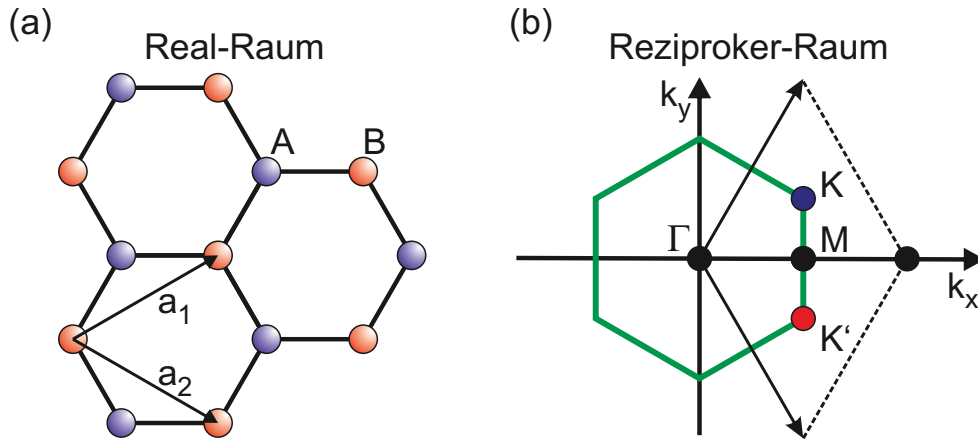 (a)
Real-Raum
A
B
a1
a2
(b)
Reziproker-Raum
ky
K
Γ
M
kx
K‘